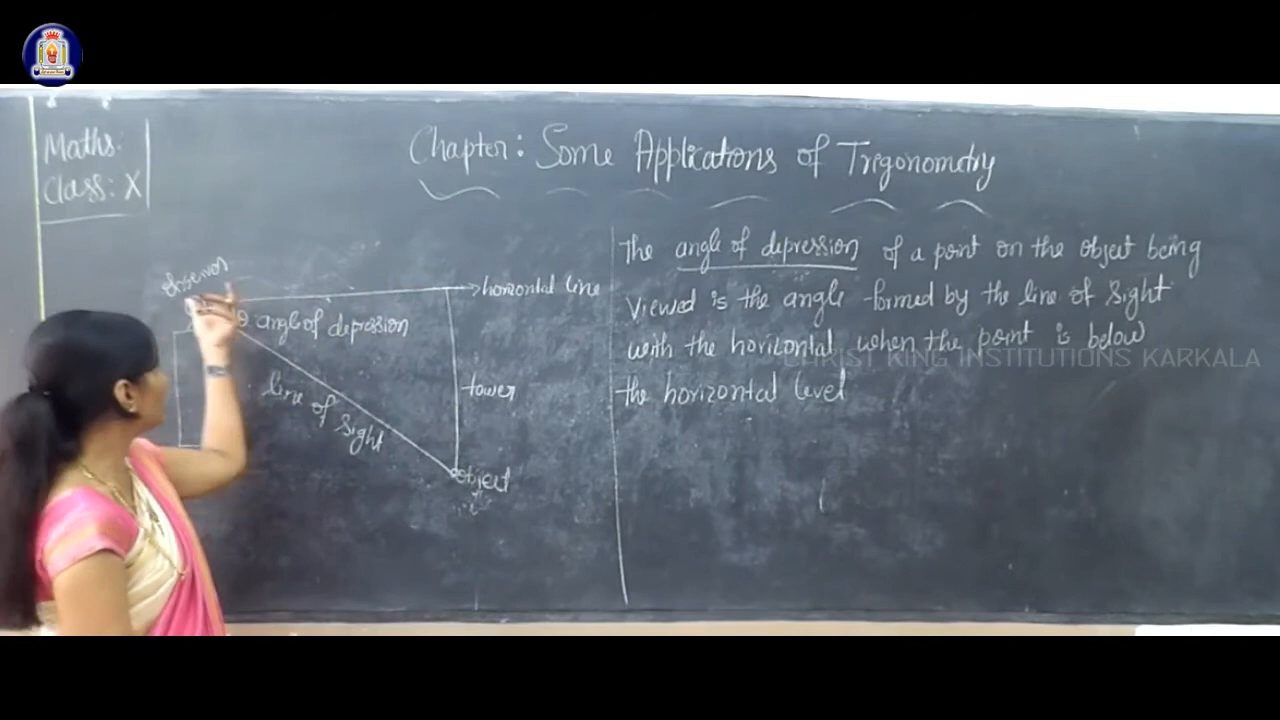 Maths:
Class: X
Chapter: Some Applications of Trigonometry
observer
horizontal line
θ angle of depression
line of sight
tower
object
The angle of depression of a point on the object being
viewed is the angle formed by the line of sight
with the horizontal when the point is below
the horizontal level
CHRIST KING INSTITUTIONS KARKALA